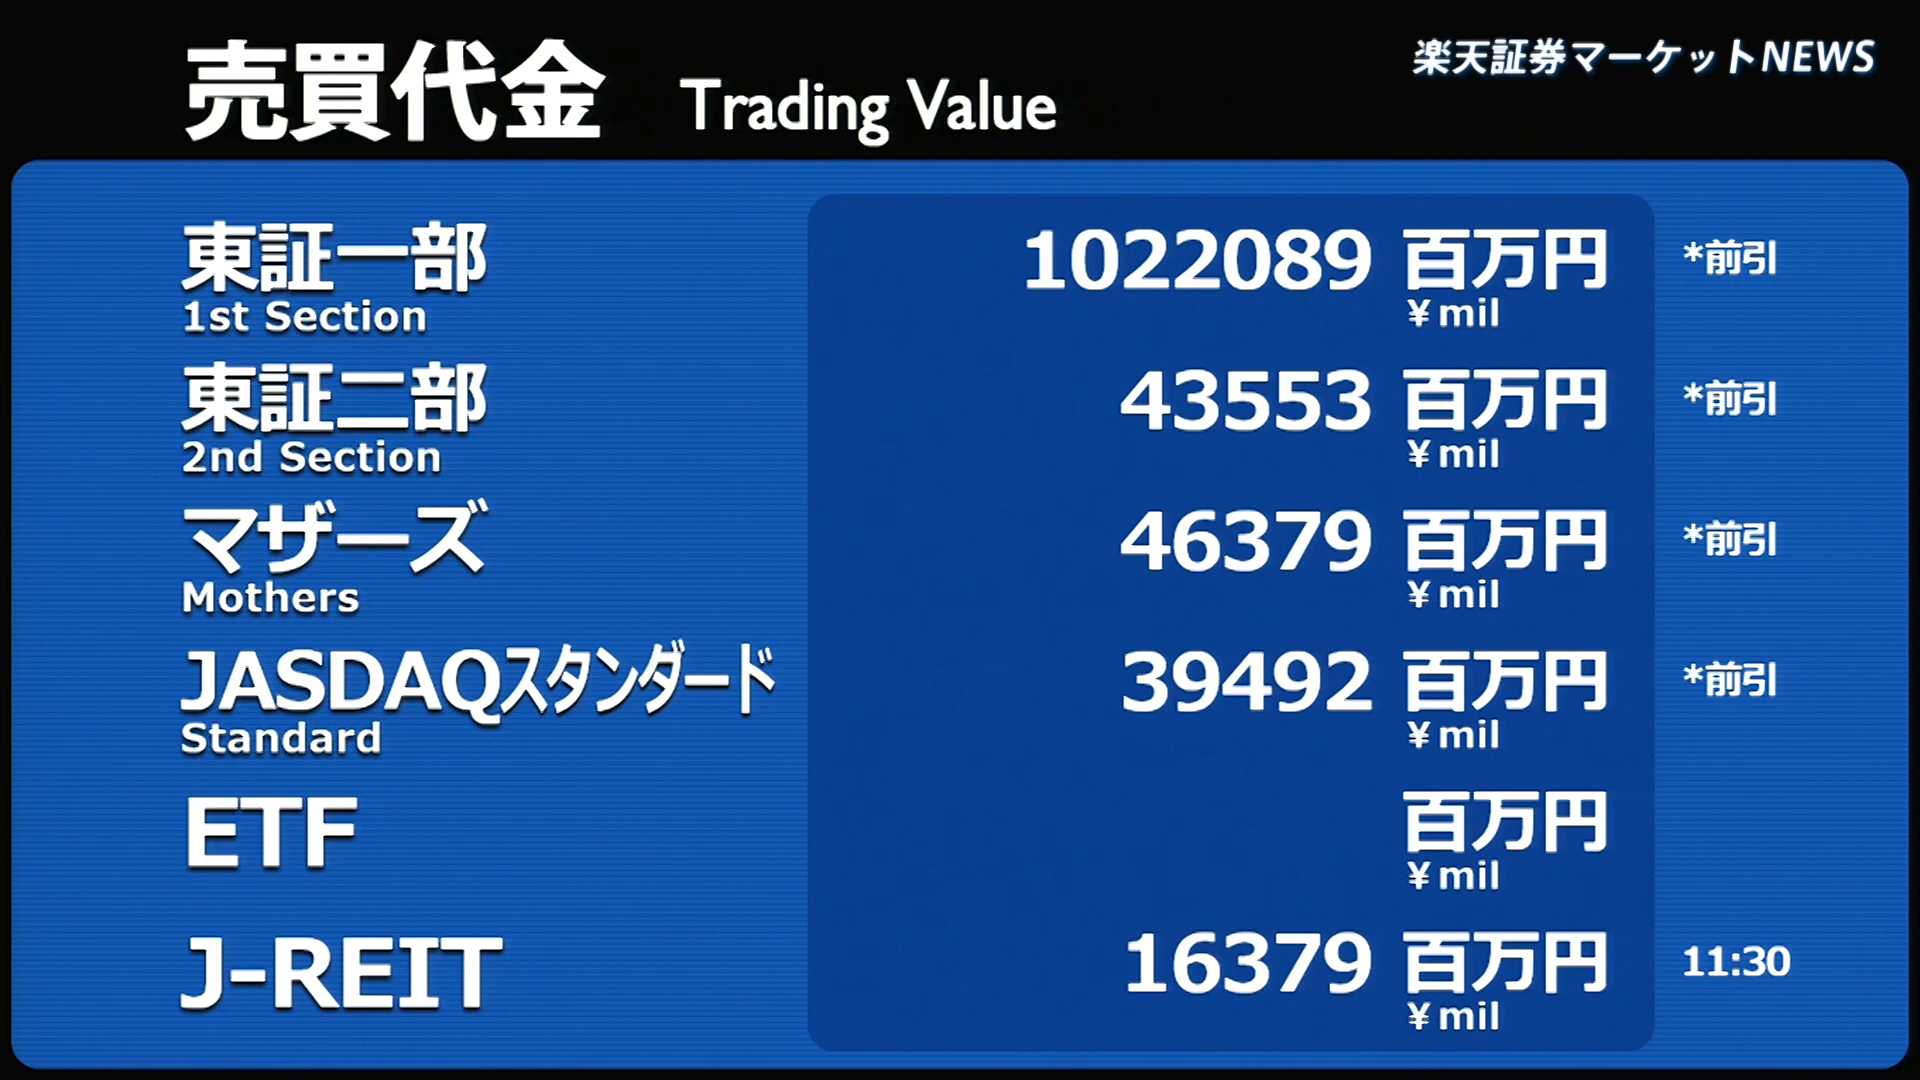 売買代金 Trading Value
楽天証券マーケットNEWS
東証一部 1022089 百万円 *前引
1st Section ¥mil
東証二部 43553 百万円 *前引
2nd Section ¥mil
マザーズ 46379 百万円 *前引
Mothers ¥mil
JASDAQスタンダード 39492 百万円 *前引
Standard ¥mil
ETF 百万円
¥mil
J-REIT 16379 百万円 11:30
¥mil